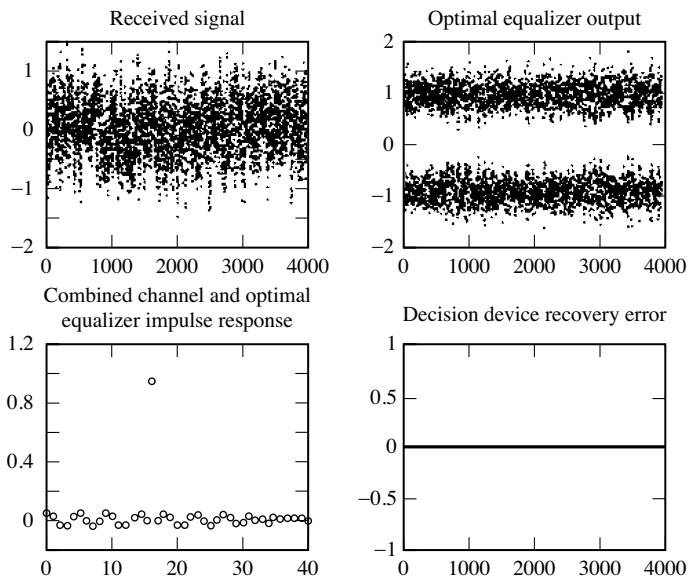 Received signal
1
0
−1
−2
0 1000 2000 3000 4000
Optimal equalizer output
2
1
0
−1
−2
0 1000 2000 3000 4000
Combined channel and optimal
equalizer impulse response
1.2
0.8
0.4
0
0 10 20 30 40
Decision device recovery error
1
0.5
0
−0.5
−1
0 1000 2000 3000 4000